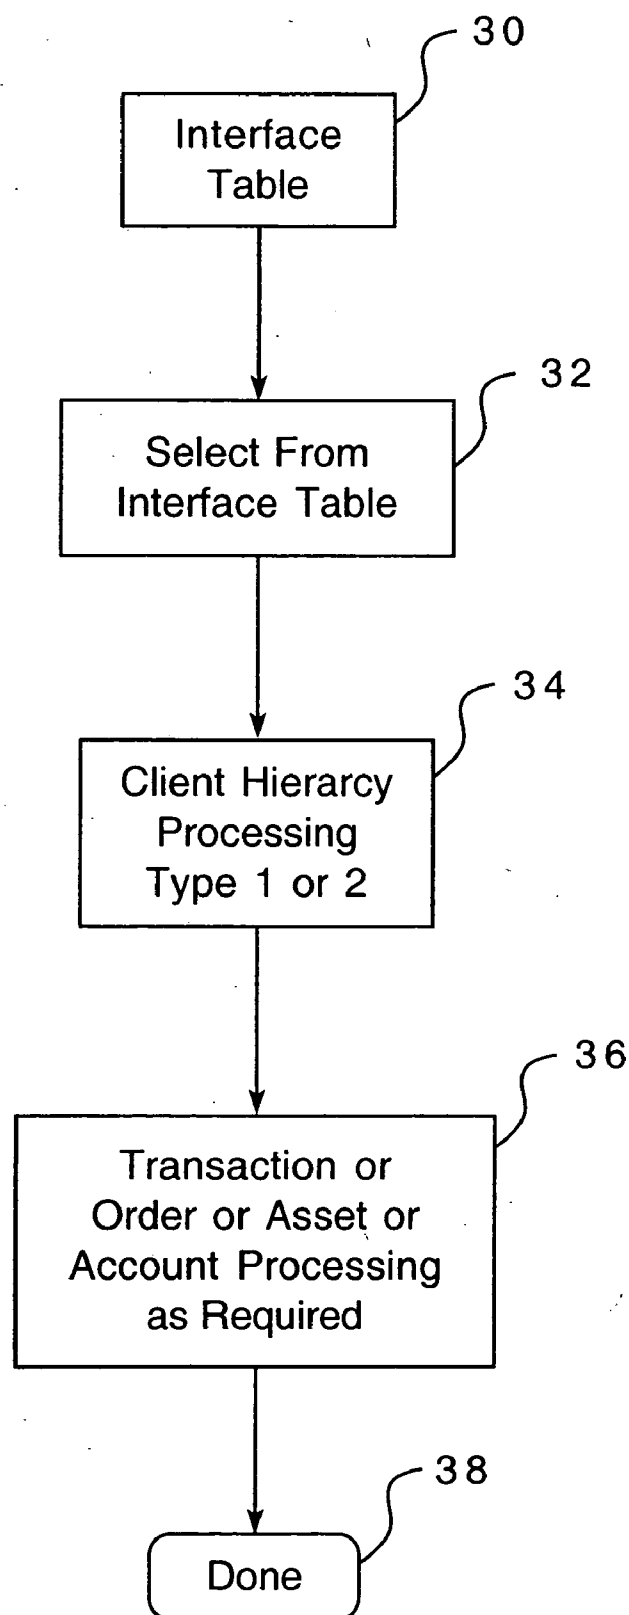 30
Interface
Table
32
Select From
Interface Table
34
Client Hierarcy
Processing
Type 1 or 2
36
Transaction or
Order or Asset or
Account Processing
as Required
38
Done